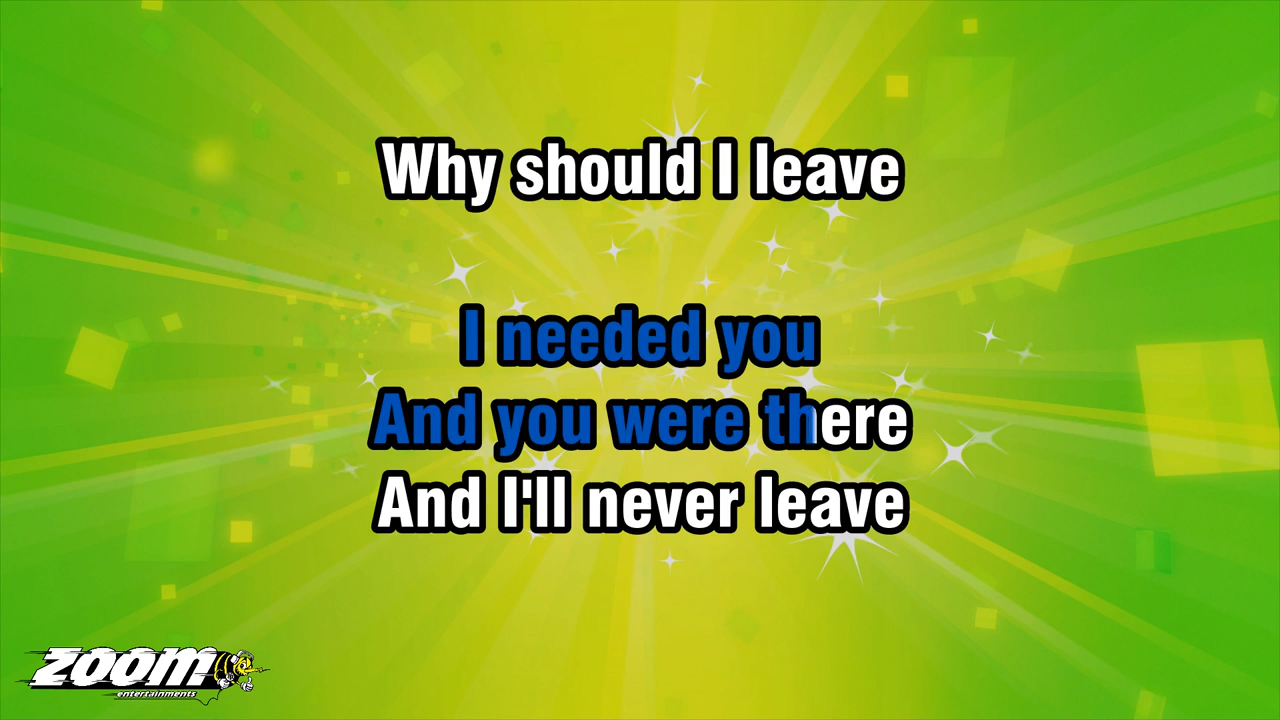 Why should I leave
I needed you
And you were there
And I'll never leave
ZOOM
entertainments